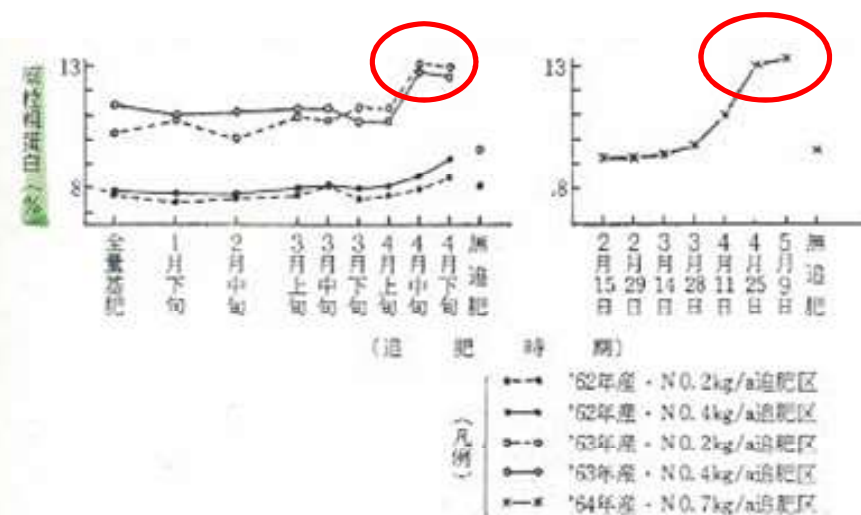 13
8
全量基肥
1月下旬
2月中旬
3月上旬
3月中旬
3月下旬
4月上旬
4月中旬
4月下旬
無追肥
13
8
2月15日
2月29日
3月14日
3月28日
4月11日
4月25日
5月9日
無追肥
(追肥時期)
(凡例)
'62年産・N0.2kg/a追肥区
'62年産・N0.4kg/a追肥区
'63年産・N0.2kg/a追肥区
'63年産・N0.4kg/a追肥区
'64年産・N0.7kg/a追肥区